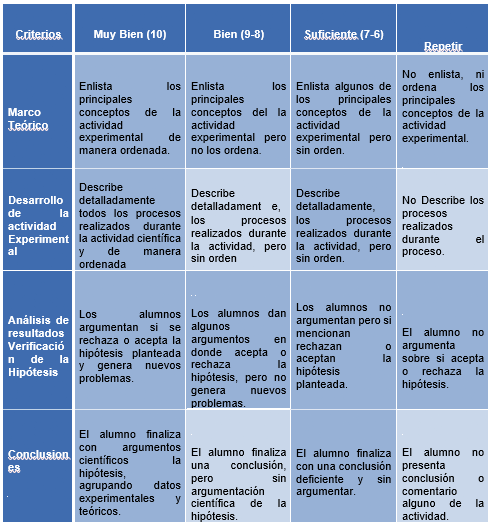 Criterios
Muy Bien (10)
Bien (9-8)
Suficiente (7-6)
Repetir
Marco
Teórico
Enlista los
principales
conceptos de la
actividad
experimental de
manera ordenada.
Enlista los
principales
conceptos del la
actividad
experimental pero
no los ordena.
Enlista algunos de
los principales
conceptos de la
actividad
experimental pero
sin orden.
No enlista, ni
ordena los
principales
conceptos de la
actividad
experimental.
Desarrollo
de la
actividad
Experiment
al
Describe
detalladamente
todos los procesos
realizados durante
la actividad científica
y de manera
ordenada
Describe
detalladament e,
los procesos
realizados durante
la actividad, pero
sin orden
Describe
detalladamente,
los procesos
realizados durante
la actividad, pero
sin orden.
No Describe los
procesos
realizados
durante el
proceso.
Análisis de
resultados
Verificació
n de la
Hipótesis
Los alumnos
argumentan si se
rechaza o acepta la
hipótesis planteada
y genera nuevos
problemas.
Los alumnos dan
algunos
argumentos en
donde acepta o
rechaza la
hipótesis, pero no
generan nuevos
problemas.
Los alumnos no
argumentan pero si
mencionan
rechazan o
aceptan la
hipótesis
planteada.
El alumno no
argumenta
sobre si acepta
o rechaza la
hipótesis.
Conclusion
es
El alumno finaliza
con argumentos
científicos la
hipótesis,
agrupando datos
experimentales y
teóricos.
El alumno finaliza
una conclusión,
pero sin
argumentación
científica de la
hipótesis.
El alumno finaliza
con una conclusión
deficiente y sin
argumentar.
El alumno no
presenta
conclusión o
comentario
alguno de la
actividad.